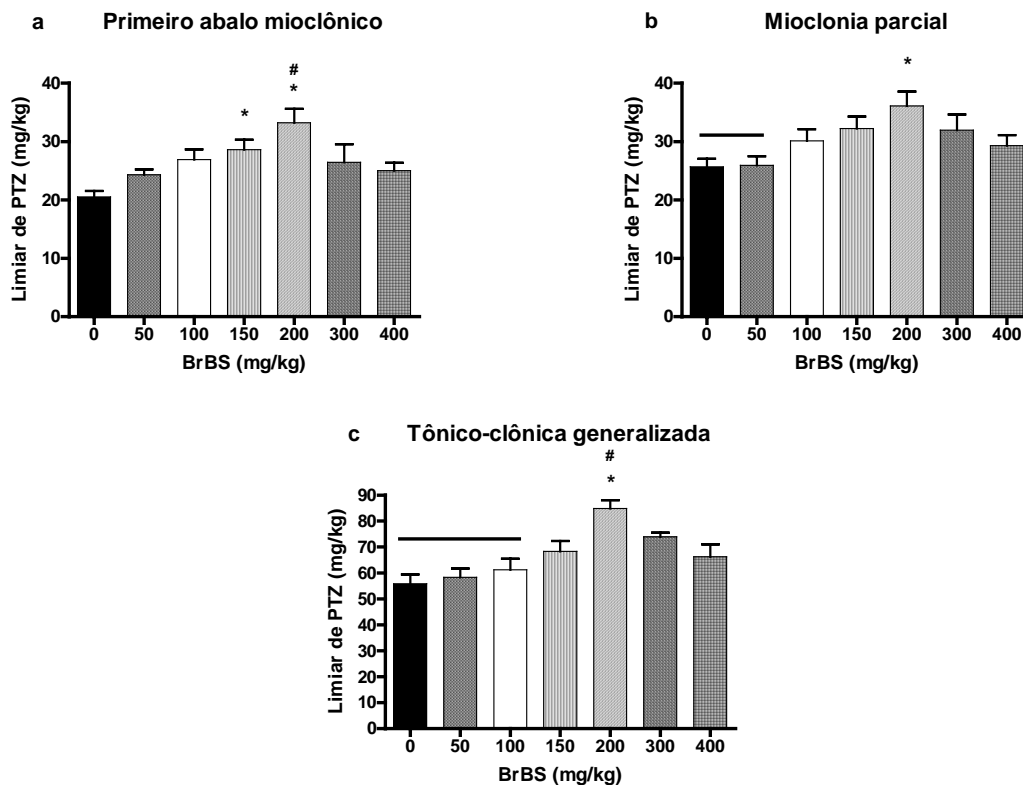 a Primeiro abalo mioclônico
#
* *
Limiar de PTZ (mg/kg)
40
30
20
10
0
0 50 100 150 200 300 400
BrBS (mg/kg)
b Mioclonia parcial
*
Limiar de PTZ (mg/kg)
40
30
20
10
0
0 50 100 150 200 300 400
BrBS (mg/kg)
c Tônico-clônica generalizada
#
*
Limiar de PTZ (mg/kg)
90
80
70
60
50
40
30
20
10
0
0 50 100 150 200 300 400
BrBS (mg/kg)